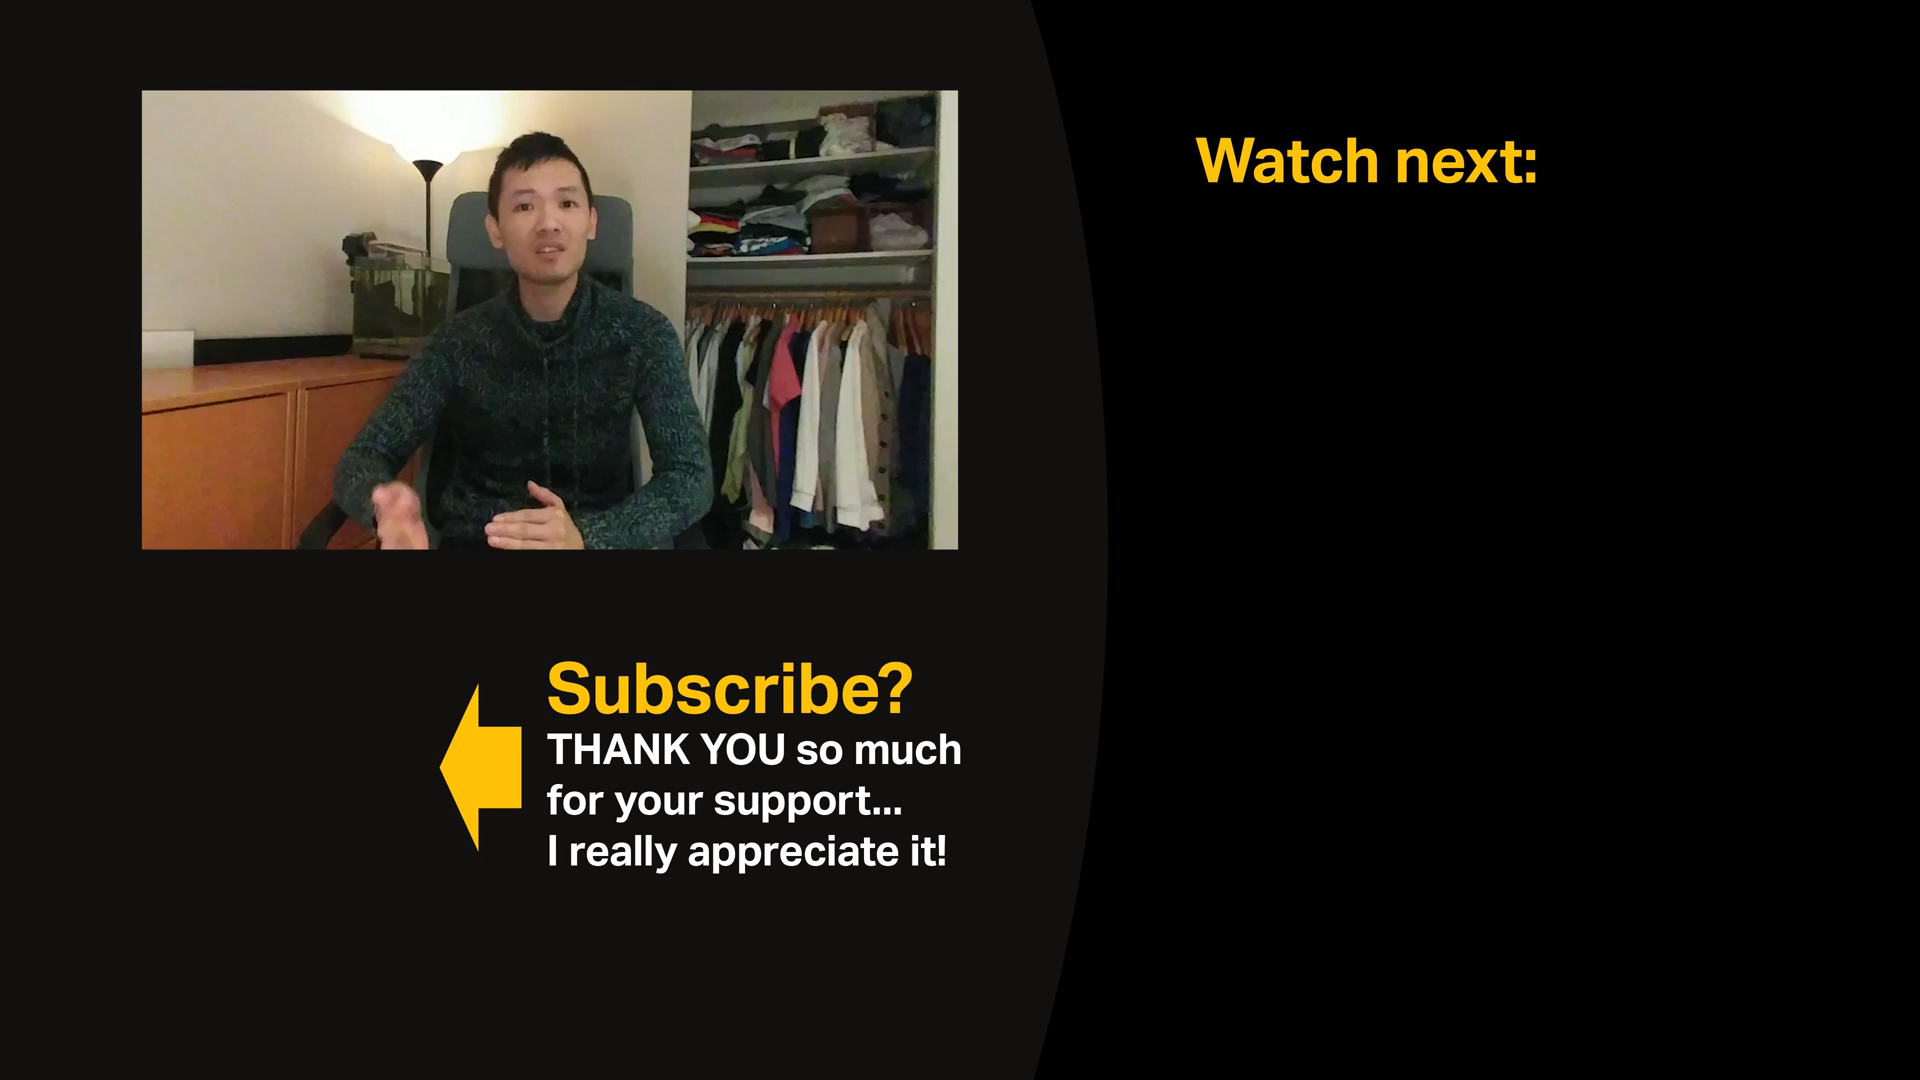 Watch next:
Subscribe?
THANK YOU so much
for your support...
I really appreciate it!